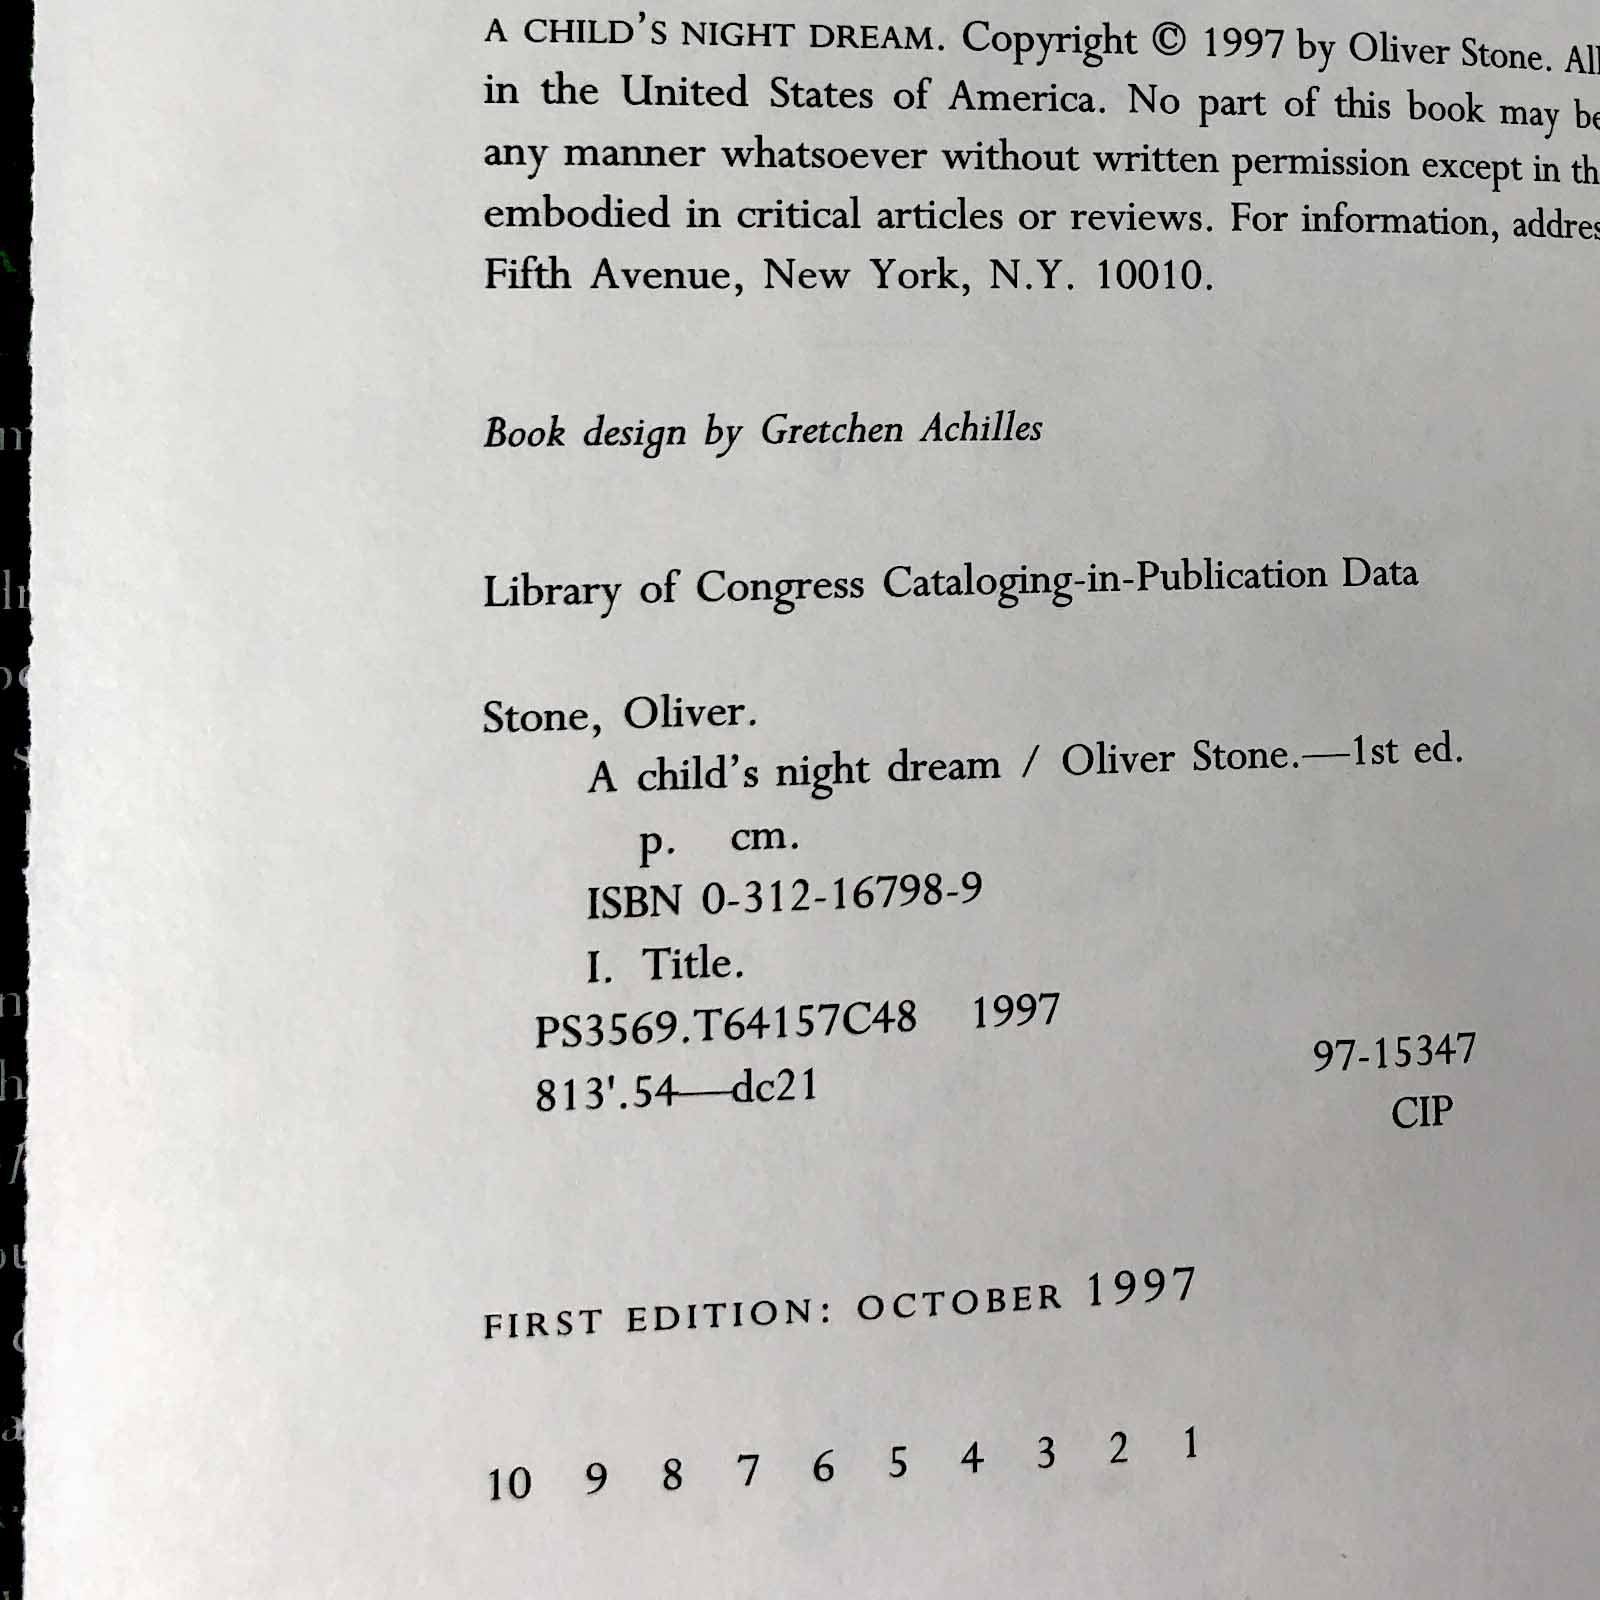 A CHILD'S NIGHT DREAM. Copyright © 1997 by Oliver Stone. All
in the United States of America. No part of this book may be
any manner whatsoever without written permission except in
embodied in critical articles or reviews. For information,
Fifth Avenue, New York, N.Y. 10010.
Book design by Gretchen Achilles
Library of Congress Cataloging-in-Publication Data
Stone, Oliver.
A child's night dream / Oliver Stone.—1st ed.
p. cm.
ISBN 0-312-16798-9
I. Title.
PS3569.T64157C48 1997
97-15347
813'.54—dc21
CIP
FIRST EDITION: OCTOBER 1997
10 9 8 7 6 5 4 3 2 1